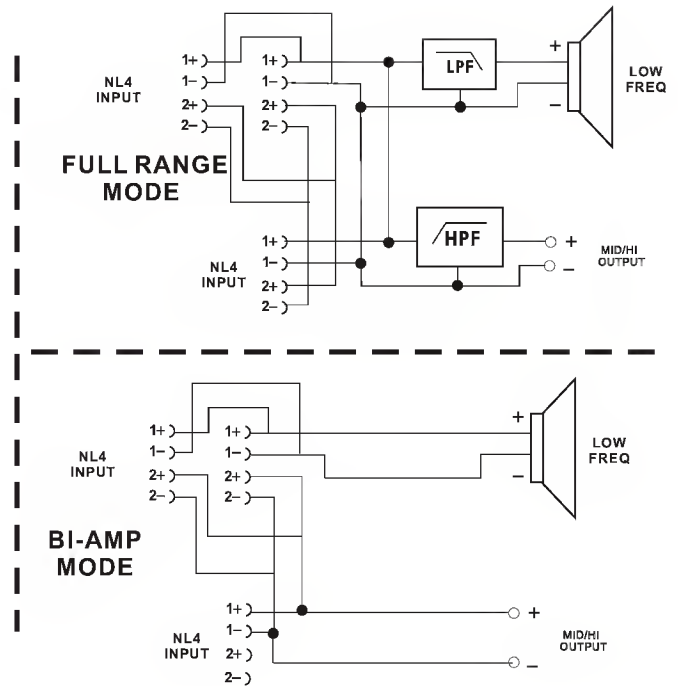 1+ 1+
1– 1–
2+ 2+
2– 2–
NL4
INPUT
FULL RANGE
MODE
LPF
+
–
LOW
FREQ
1+
1–
2+
2–
NL4
INPUT
HPF
+
–
MID/HI
OUTPUT
1+ 1+
1– 1–
2+ 2+
2– 2–
NL4
INPUT
BI-AMP
MODE
+
–
LOW
FREQ
1+
1–
2+
2–
NL4
INPUT
+
–
MID/HI
OUTPUT